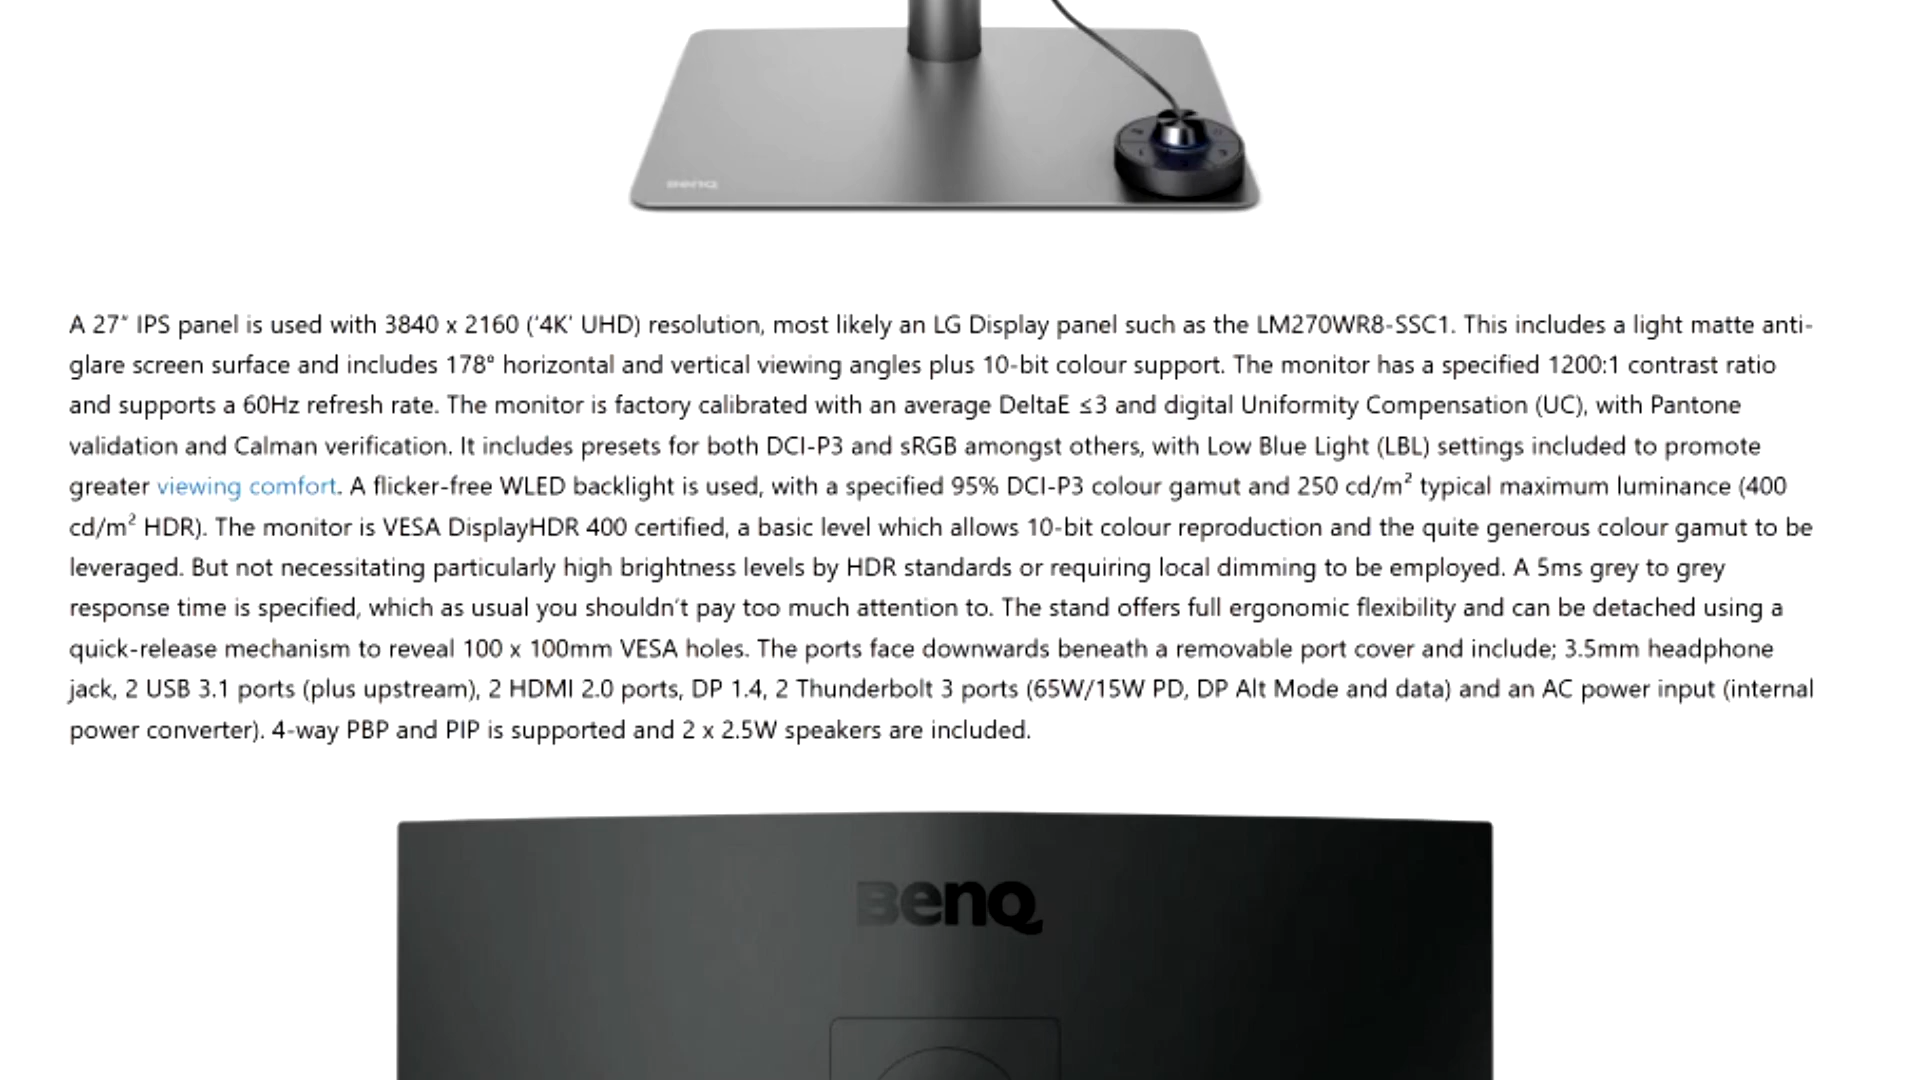 BenQ
A 27” IPS panel is used with 3840 x 2160 (‘4K’ UHD) resolution, most likely an LG Display panel such as the LM270WR8-SSC1. This includes a light matte anti-
glare screen surface and includes 178° horizontal and vertical viewing angles plus 10-bit colour support. The monitor has a specified 1200:1 contrast ratio
and supports a 60Hz refresh rate. The monitor is factory calibrated with an average DeltaE ≤3 and digital Uniformity Compensation (UC), with Pantone
validation and Calman verification. It includes presets for both DCI-P3 and sRGB amongst others, with Low Blue Light (LBL) settings included to promote
greater viewing comfort. A flicker-free WLED backlight is used, with a specified 95% DCI-P3 colour gamut and 250 cd/m² typical maximum luminance (400
cd/m² HDR). The monitor is VESA DisplayHDR 400 certified, a basic level which allows 10-bit colour reproduction and the quite generous colour gamut to be
leveraged. But not necessitating particularly high brightness levels by HDR standards or requiring local dimming to be employed. A 5ms grey to grey
response time is specified, which as usual you shouldn’t pay too much attention to. The stand offers full ergonomic flexibility and can be detached using a
quick-release mechanism to reveal 100 x 100mm VESA holes. The ports face downwards beneath a removable port cover and include; 3.5mm headphone
jack, 2 USB 3.1 ports (plus upstream), 2 HDMI 2.0 ports, DP 1.4, 2 Thunderbolt 3 ports (65W/15W PD, DP Alt Mode and data) and an AC power input (internal
power converter). 4-way PBP and PIP is supported and 2 x 2.5W speakers are included.
BenQ